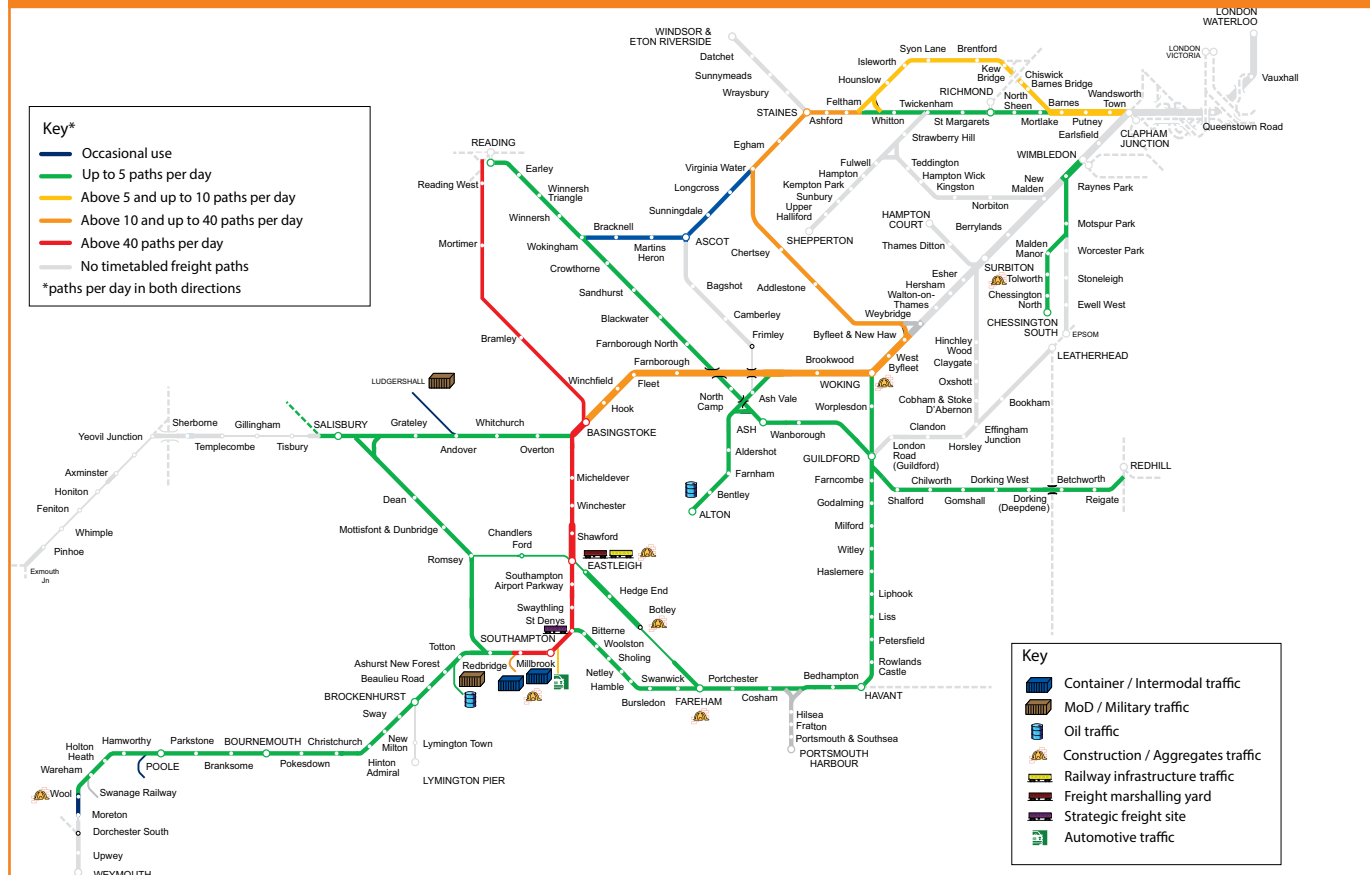 LONDON
WATERLOO
WINDSOR &
ETON RIVERSIDE
Datchet
Sunnymeads
Wraysbury
STAINES
Syon Lane
Brentford
Isleworth
Hounslow
Kew
Bridge
Chiswick
Barnes Bridge
LONDON
VICTORIA
Vauxhall
Feltham
Ashford
Whitton
Twickenham
RICHMOND
St Margarets
North
Sheen
Mortlake
Barnes
Putney
Wandsworth
Town
Earlsfield
CLAPHAM
JUNCTION
Queenstown Road
Key*
Occasional use
Up to 5 paths per day
Above 5 and up to 10 paths per day
Above 10 and up to 40 paths per day
Above 40 paths per day
No timetabled freight paths
*paths per day in both directions
READING
Reading West
Earley
Winnersh
Triangle
Winnersh
Wokingham
Bracknell
Martins
Heron
ASCOT
Sunningdale
Longcross
Virginia Water
Egham
Strawberry Hill
Fulwell
Hampton
Kempton Park
Sunbury
Upper
Halliford
SHEPPERTON
Teddington
Hampton Wick
Kingston
Norbiton
New
Malden
WIMBLEDON
Raynes Park
Motspur Park
Malden
Manor
Worcester Park
Tolworth
Stoneleigh
Chessington
North
Ewell West
CHESSINGTON
SOUTH
EPSOM
LEATHERHEAD
HAMPTON
COURT
Thames Ditton
Berrylands
SURBITON
Esher
Hersham
Walton-on-
Thames
Weybridge
Byfleet & New Haw
West
Byfleet
Chertsey
Addlestone
Mortimer
Bramley
Crowthorne
Sandhurst
Blackwater
Farnborough North
Bagshot
Camberley
Frimley
Farnborough
Fleet
Winchfield
Hook
BASINGSTOKE
Brookwood
WOKING
North
Camp
Ash Vale
ASH
Wanborough
Worplesdon
GUILDFORD
Hinchley
Wood
Claygate
Oxshott
Cobham & Stoke
D'Abernon
Bookham
Effingham
Junction
Clandon
Horsley
London
Road
(Guildford)
REDHILL
Chilworth
Dorking West
Betchworth
Shalford
Gomshall
Dorking
(Deepdene)
Reigate
Aldershot
Farnham
Bentley
ALTON
Farncombe
Godalming
Milford
Witley
Haslemere
Liphook
Liss
Petersfield
Rowlands
Castle
HAVANT
LUDGERSHALL
Yeovil Junction
Sherborne
Gillingham
Templecombe
Tisbury
SALISBURY
Grateley
Whitchurch
Andover
Overton
Axminster
Honiton
Feniton
Whimple
Pinhoe
Exmouth
Jn
Dean
Mottisfont & Dunbridge
Romsey
Chandlers
Ford
Micheldever
Winchester
Shawford
EASTLEIGH
Southampton
Airport Parkway
Swaythling
St Denys
SOUTHAMPTON
Hedge End
Botley
Bitterne
Woolston
Sholing
Netley
Hamble
Bursledon
Swanwick
FAREHAM
Portchester
Cosham
Bedhampton
Hilsea
Fratton
Portsmouth & Southsea
PORTSMOUTH
HARBOUR
Totton
Redbridge
Millbrook
Ashurst New Forest
Beaulieu Road
BROCKENHURST
Sway
New
Milton
Hinton
Admiral
Lymington Town
LYMINGTON PIER
Christchurch
Pokesdown
BOURNEMOUTH
Branksome
Parkstone
POOLE
Hamworthy
Holton
Heath
Wareham
Swanage Railway
Wool
Moreton
Dorchester South
Upwey
WEYMOUTH
Key
Container / Intermodal traffic
MoD / Military traffic
Oil traffic
Construction / Aggregates traffic
Railway infrastructure traffic
Freight marshalling yard
Strategic freight site
Automotive traffic